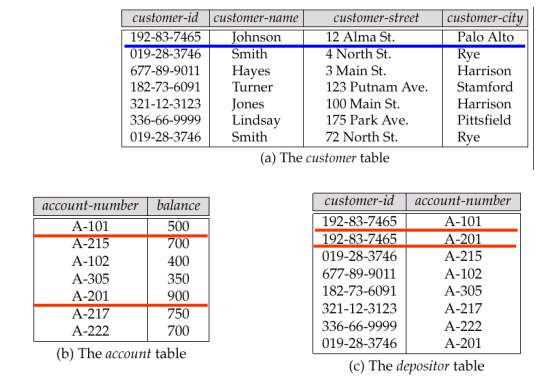 customer-id customer-name customer-street customer-city
192-83-7465 Johnson 12 Alma St. Palo Alto
019-28-3746 Smith 4 North St. Rye
677-89-9011 Hayes 3 Main St. Harrison
182-73-6091 Turner 123 Putnam Ave. Stamford
321-12-3123 Jones 100 Main St. Harrison
336-66-9999 Lindsay 175 Park Ave. Pittsfield
019-28-3746 Smith 72 North St. Rye
(a) The customer table
account-number balance
A-101 500
A-215 700
A-102 400
A-305 350
A-201 900
A-217 750
A-222 700
(b) The account table
customer-id account-number
192-83-7465 A-101
192-83-7465 A-201
019-28-3746 A-215
677-89-9011 A-102
182-73-6091 A-305
321-12-3123 A-217
336-66-9999 A-222
019-28-3746 A-201
(c) The depositor table